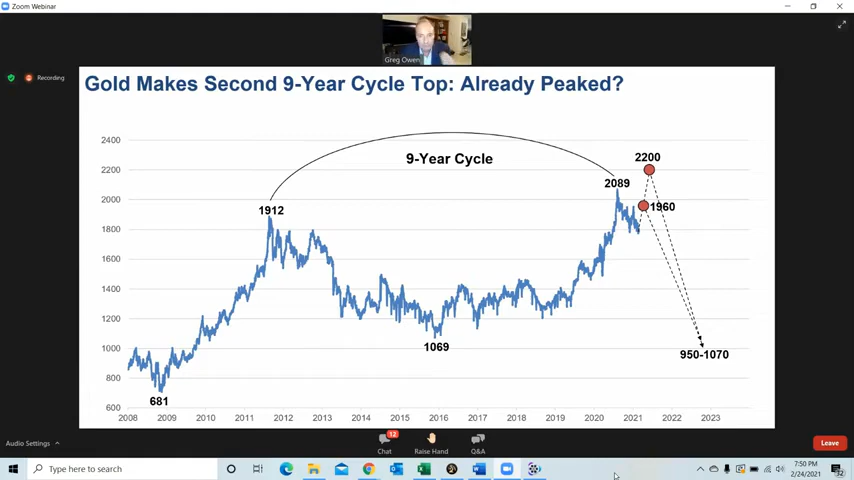 Zoom Webinar
Greg Owen
Recording
Gold Makes Second 9-Year Cycle Top: Already Peaked?
2400
2200
2000
1800
1600
1400
1200
1000
800
600
9-Year Cycle
2200
2089
1912
1960
1069
950-1070
681
2008 2009 2010 2011 2012 2013 2014 2015 2016 2017 2018 2019 2020 2021 2022 2023
Audio Settings
12
Chat
Raise Hand
Q&A
Leave
Type here to search
7:50 PM
2/24/2021
32